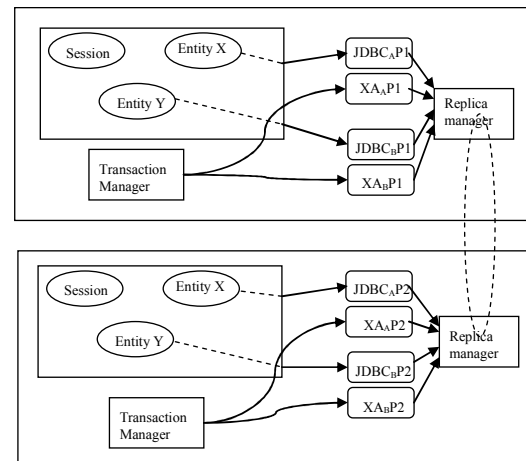 Session
Entity X
Entity Y
Transaction
Manager
JDBCAP1
XAAP1
JDBCBP1
XABP1
Replica
manager
Session
Entity X
Entity Y
Transaction
Manager
JDBCAP2
XAAP2
JDBCBP2
XABP2
Replica
manager